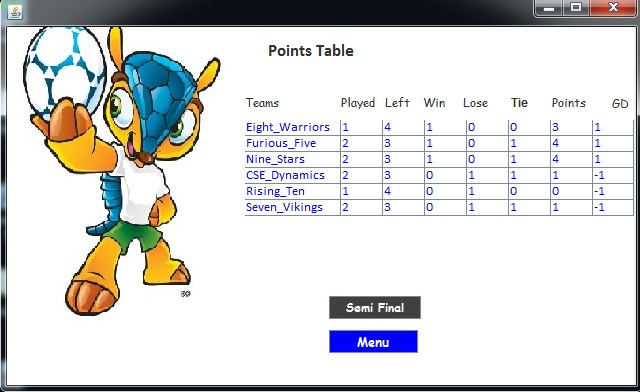 Points Table
Teams Played Left Win Lose Tie Points GD
Eight_Warriors 1 4 1 0 0 3 1
Furious_Five 2 3 1 0 1 4 1
Nine_Stars 2 3 1 0 1 4 1
CSE_Dynamics 2 3 0 1 1 1 -1
Rising_Ten 1 4 0 1 0 0 -1
Seven_Vikings 2 3 0 1 1 1 -1
Semi Final
Menu